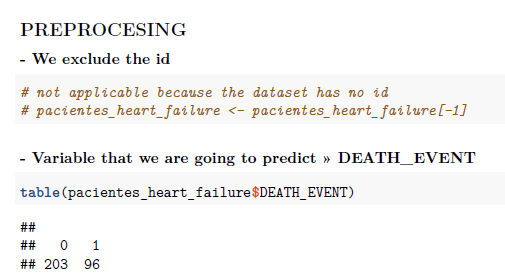 PREPROCESING
- We exclude the id
# not applicable because the dataset has no id
# pacientes_heart_failure <- pacientes_heart_failure[-1]
- Variable that we are going to predict » DEATH_EVENT
table(pacientes_heart_failure$DEATH_EVENT)
##
## 0 1
## 203 96